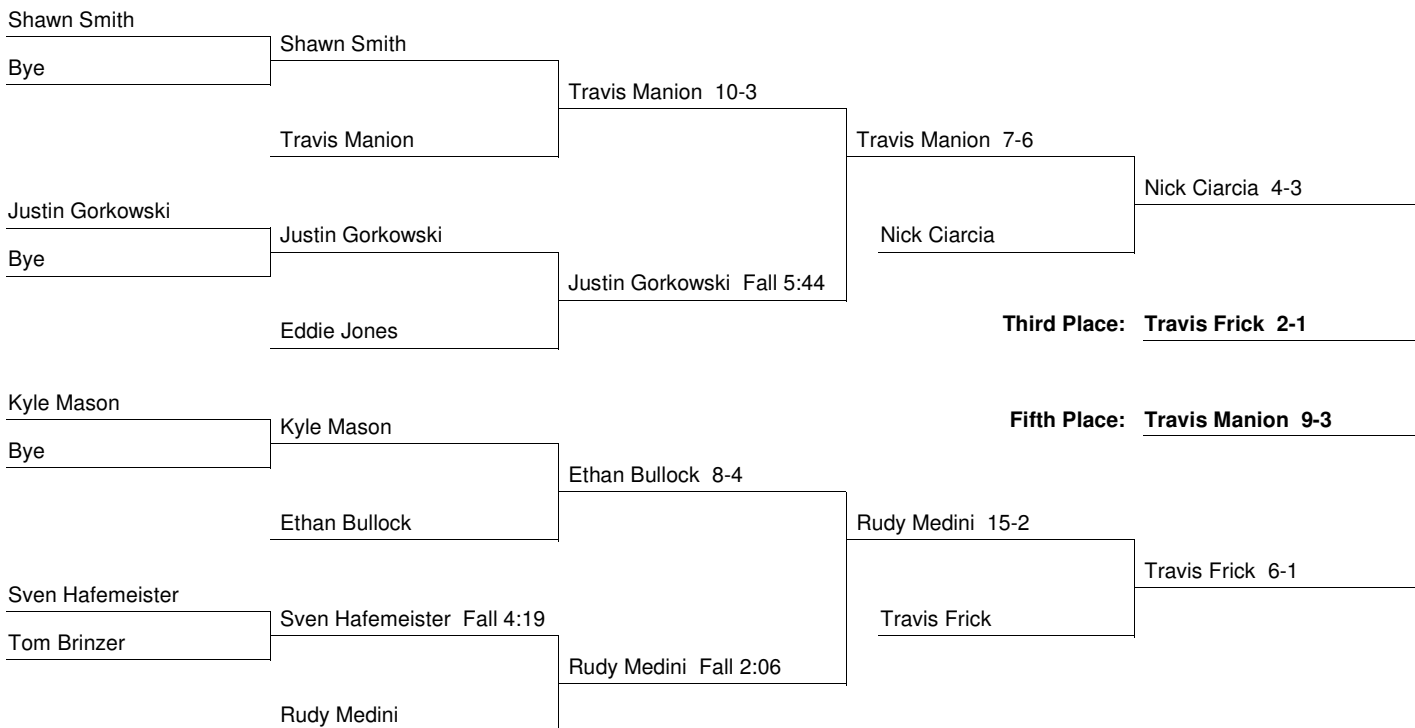 Shawn Smith
Shawn Smith
Bye
Travis Manion 10-3
Travis Manion
Travis Manion 7-6
Nick Ciarcia 4-3
Justin Gorkowski
Justin Gorkowski
Nick Ciarcia
Bye
Justin Gorkowski Fall 5:44
Eddie Jones
Third Place: Travis Frick 2-1
Kyle Mason
Kyle Mason
Fifth Place: Travis Manion 9-3
Bye
Ethan Bullock 8-4
Ethan Bullock
Rudy Medini 15-2
Travis Frick 6-1
Sven Hafemeister
Sven Hafemeister Fall 4:19
Travis Frick
Tom Brinzer
Rudy Medini Fall 2:06
Rudy Medini